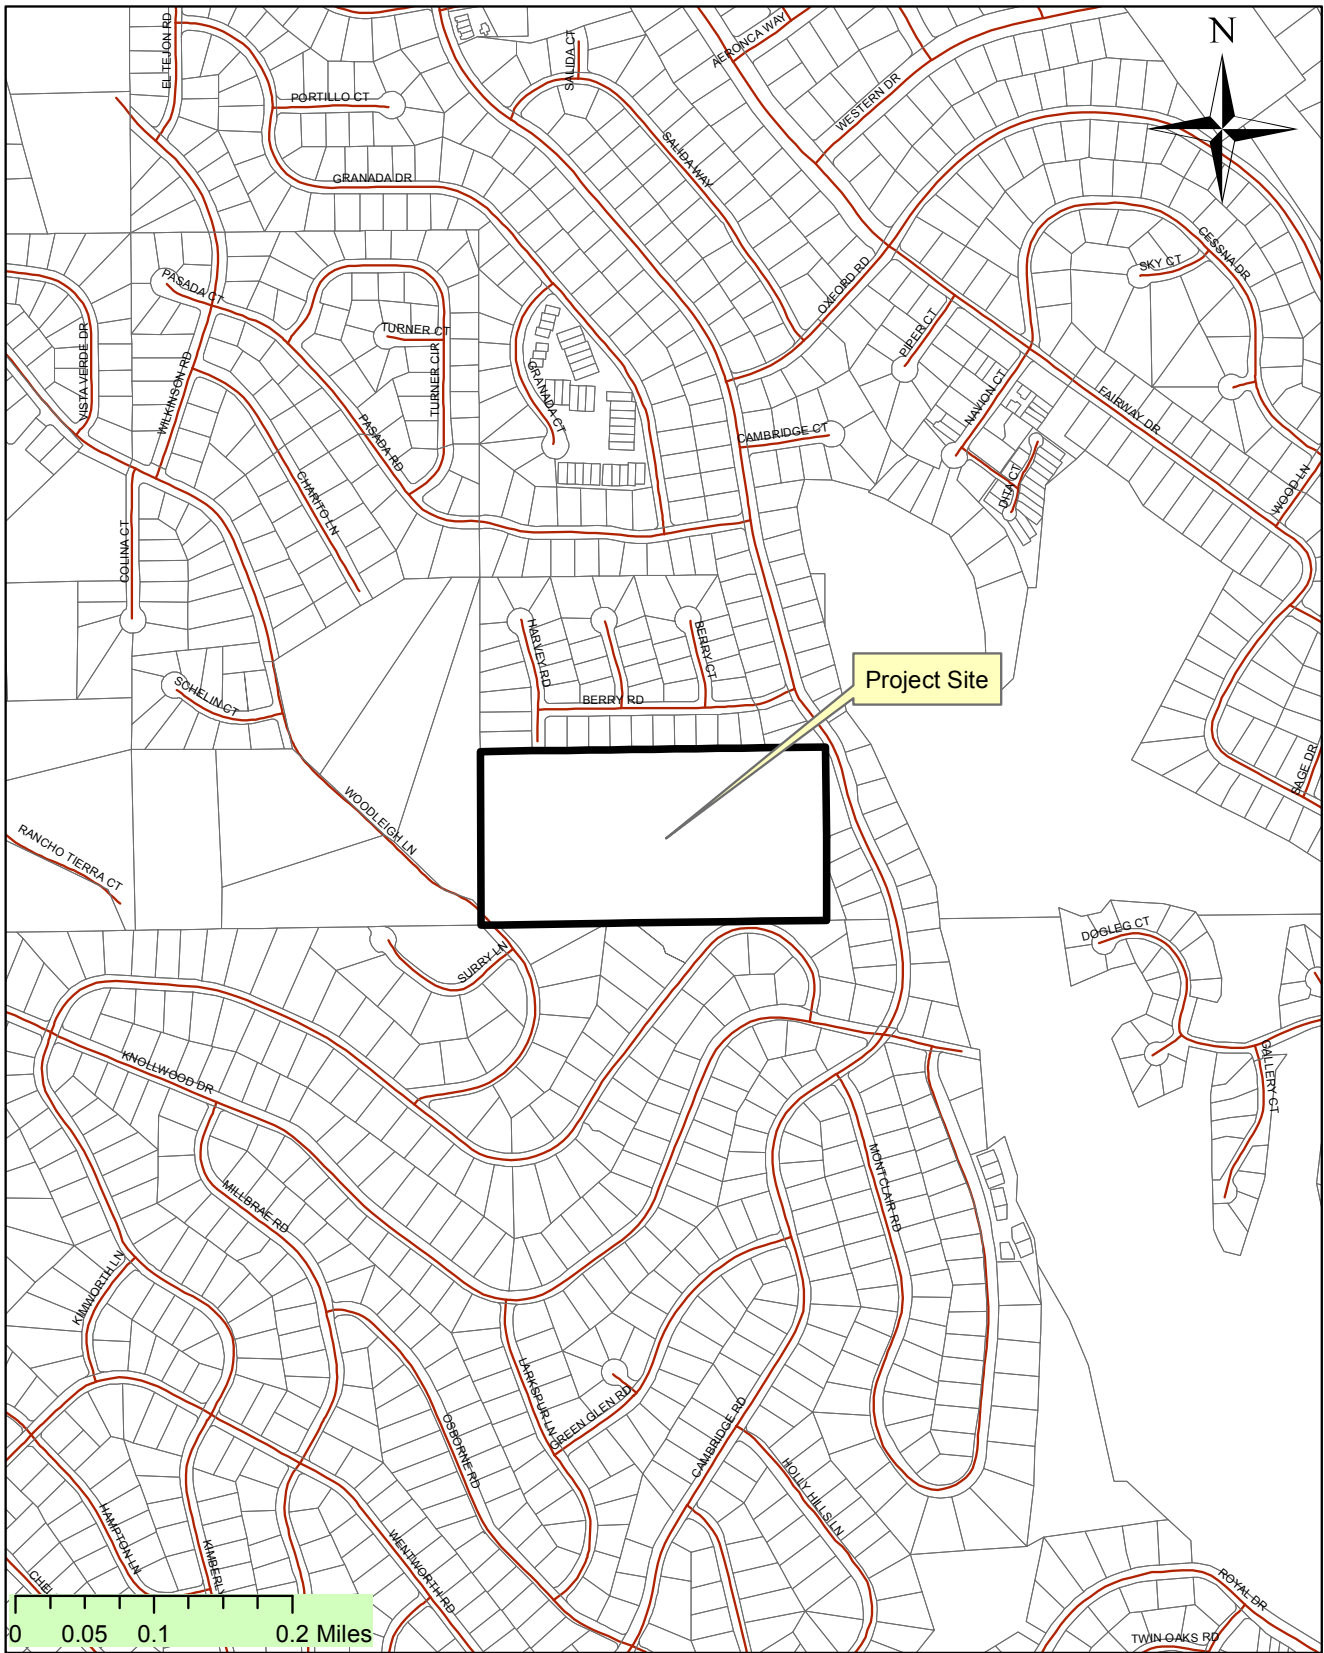 EL TEJON RD
SALIDA CT
AERONCA WAY
N
PORTILLO CT
WESTERN DR
SALIDA WAY
GRANADA DR
CESSNA DR
SKY CT
PASADA CT
OXFORD RD
TURNER CT
PIPER CT
VISTA VERDE DR
WILKINSON RD
TURNER CIR
GRANADA CT
NAVION CT
FAIRWAY DR
PASADA RD
CAMBRIDGE CT
CHARITO LN
DITA CT
WOOD LN
COLINA CT
HARVEY RD
BERRY CT
Project Site
SCHELIN CT
BERRY RD
SAGE DR
WOODLEIGH LN
RANCHO TIERRA CT
DOGLEG CT
SURRY LN
KNOLLWOOD DR
GALLERY CT
MONTCLAIR RD
MILLBRAE RD
KIMWORTH LN
LARKSPUR LN
GREEN GLEN RD
OSBORNE RD
CAMBRIDGE RD
HOLLY HILLS LN
HAMPTON LN
KIMBERLY
WENTWORTH RD
CHE
ROYAL DR
TWIN OAKS RD
0 0.05 0.1 0.2 Miles